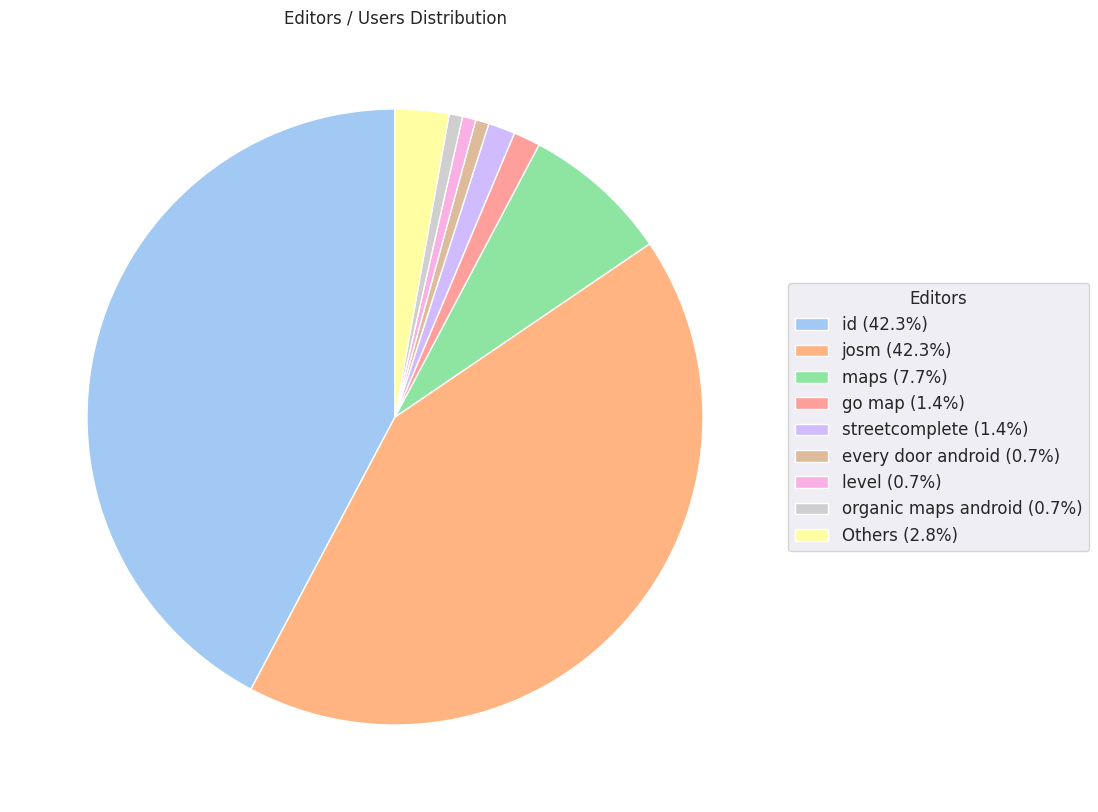 Editors / Users Distribution
Editors
id (42.3%)
josm (42.3%)
maps (7.7%)
go map (1.4%)
streetcomplete (1.4%)
every door android (0.7%)
level (0.7%)
organic maps android (0.7%)
Others (2.8%)